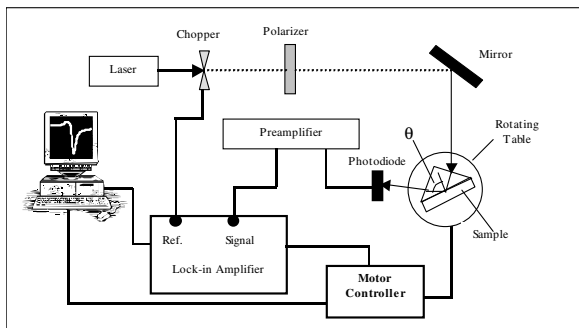 Chopper
Polarizer
Mirror
Laser
Preamplifier
θ
Rotating
Table
Photodiode
Sample
Ref.
Signal
Lock-in Amplifier
Motor
Controller